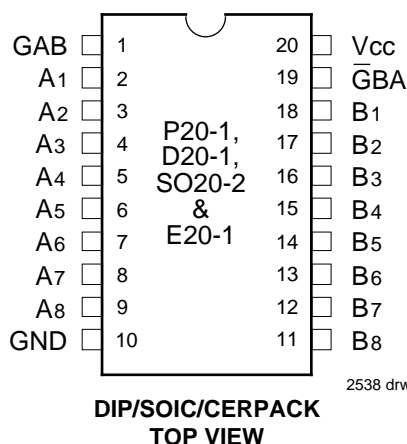 GAB 1 20 Vcc
A1 2 19 G̅BA
A2 3 18 B1
A3 4 17 B2
A4 5 16 B3
A5 6 15 B4
A6 7 14 B5
A7 8 13 B6
A8 9 12 B7
GND 10 11 B8
P20-1,
D20-1,
SO20-2
&
E20-1
2538 drw
DIP/SOIC/CERPACK
TOP VIEW